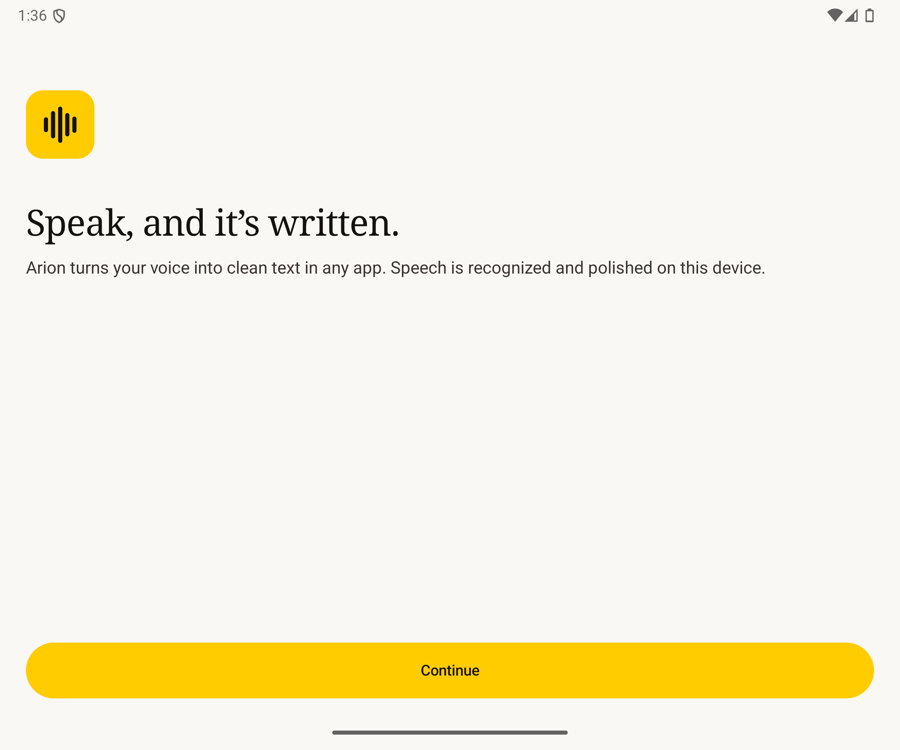 1:36
Speak, and it’s written.
Arion turns your voice into clean text in any app. Speech is recognized and polished on this device.
Continue